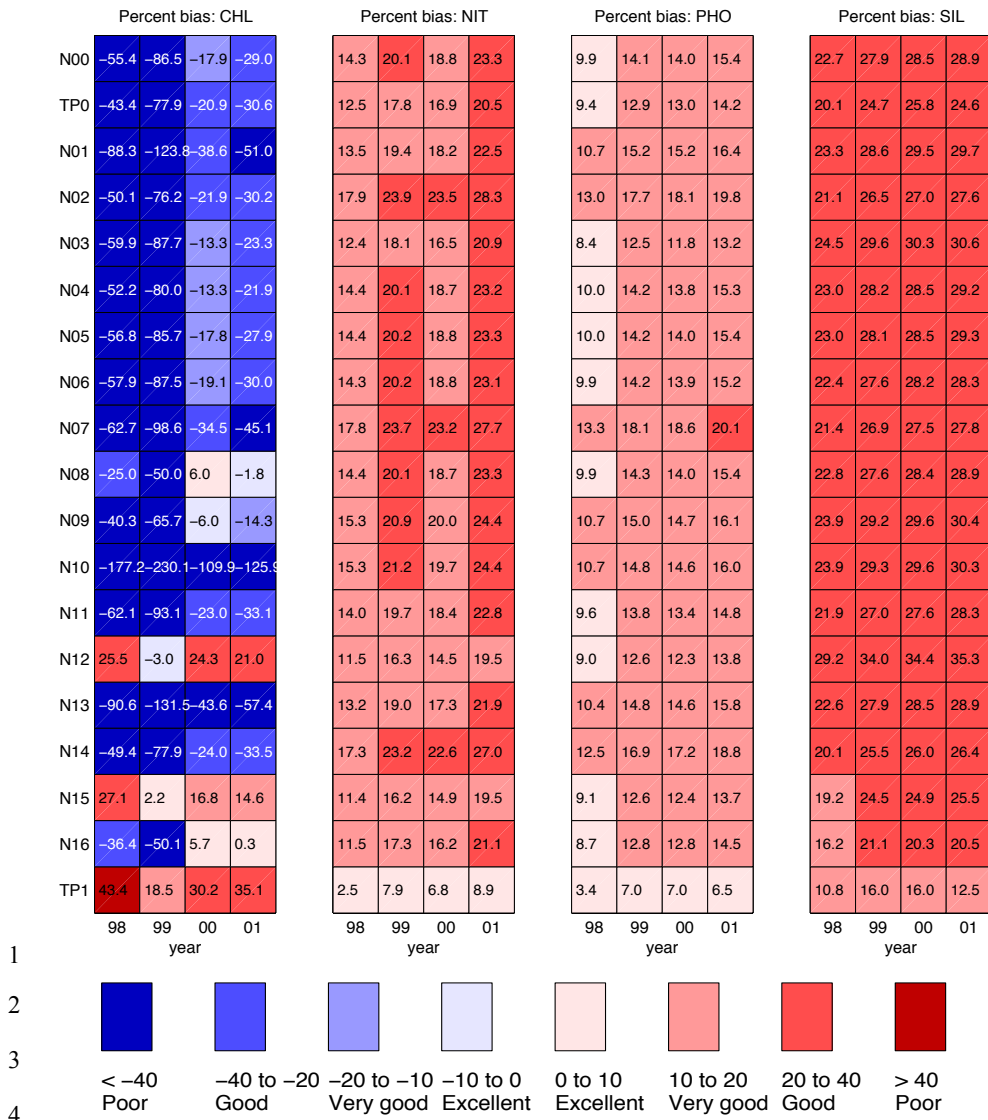 Percent bias: CHL Percent bias: NIT Percent bias: PHO Percent bias: SIL
N00 −55.4 −86.5 −17.9 −29.0 14.3 20.1 18.8 23.3 9.9 14.1 14.0 15.4 22.7 27.9 28.5 28.9
TP0 −43.4 −77.9 −20.9 −30.6 12.5 17.8 16.9 20.5 9.4 12.9 13.0 14.2 20.1 24.7 25.8 24.6
N01 −88.3 −123.8 −38.6 −51.0 13.5 19.4 18.2 22.5 10.7 15.2 15.2 16.4 23.3 28.6 29.5 29.7
N02 −50.1 −76.2 −21.9 −30.2 17.9 23.9 23.5 28.3 13.0 17.7 18.1 19.8 21.1 26.5 27.0 27.6
N03 −59.9 −87.7 −13.3 −23.3 12.4 18.1 16.5 20.9 8.4 12.5 11.8 13.2 24.5 29.6 30.3 30.6
N04 −52.2 −80.0 −13.3 −21.9 14.4 20.1 18.7 23.2 10.0 14.2 13.8 15.3 23.0 28.2 28.5 29.2
N05 −56.8 −85.7 −17.8 −27.9 14.4 20.2 18.8 23.3 10.0 14.2 14.0 15.4 23.0 28.1 28.5 29.3
N06 −57.9 −87.5 −19.1 −30.0 14.3 20.2 18.8 23.1 9.9 14.2 13.9 15.2 22.4 27.6 28.2 28.3
N07 −62.7 −98.6 −34.5 −45.1 17.8 23.7 23.2 27.7 13.3 18.1 18.6 20.1 21.4 26.9 27.5 27.8
N08 −25.0 −50.0 6.0 −1.8 14.4 20.1 18.7 23.3 9.9 14.3 14.0 15.4 22.8 27.6 28.4 28.9
N09 −40.3 −65.7 −6.0 −14.3 15.3 20.9 20.0 24.4 10.7 15.0 14.7 16.1 23.9 29.2 29.6 30.4
N10 −177.2 −230.1 −109.9 −125.9 15.3 21.2 19.7 24.4 10.7 14.8 14.6 16.0 23.9 29.3 29.6 30.3
N11 −62.1 −93.1 −23.0 −33.1 14.0 19.7 18.4 22.8 9.6 13.8 13.4 14.8 21.9 27.0 27.6 28.3
N12 25.5 −3.0 24.3 21.0 11.5 16.3 14.5 19.5 9.0 12.6 12.3 13.8 29.2 34.0 34.4 35.3
N13 −90.6 −131.5 −43.6 −57.4 13.2 19.0 17.3 21.9 10.4 14.8 14.6 15.8 22.6 27.9 28.5 28.9
N14 −49.4 −77.9 −24.0 −33.5 17.3 23.2 22.6 27.0 12.5 16.9 17.2 18.8 20.1 25.5 26.0 26.4
N15 27.1 2.2 16.8 14.6 11.4 16.2 14.9 19.5 9.1 12.6 12.4 13.7 19.2 24.5 24.9 25.5
N16 −36.4 −50.1 5.7 0.3 11.5 17.3 16.2 21.1 8.7 12.8 12.8 14.5 16.2 21.1 20.3 20.5
TP1 43.4 18.5 30.2 35.1 2.5 7.9 6.8 8.9 3.4 7.0 7.0 6.5 10.8 16.0 16.0 12.5
98 99 00 01 98 99 00 01 98 99 00 01 98 99 00 01
year year year year
1
2
3
< −40 −40 to −20 −20 to −10 −10 to 0 0 to 10 10 to 20 20 to 40 > 40
Poor Good Very good Excellent Excellent Very good Good Poor
4